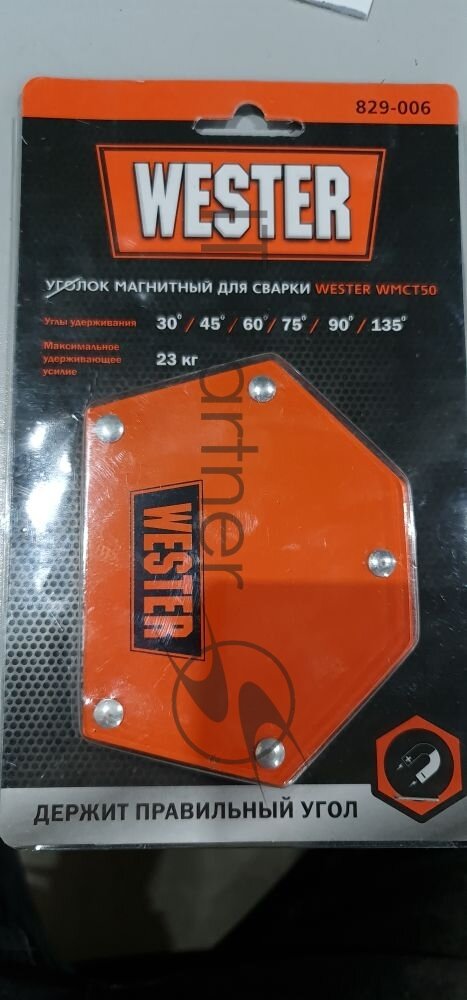 829-006
WESTER
УГОЛОК МАГНИТНЫЙ ДЛЯ СВАРКИ WESTER WMCT50
Углы удерживания 30° / 45° / 60° / 75° / 90° / 135°
Максимальное
удерживающее
усилие
23 кг
WESTER
ДЕРЖИТ ПРАВИЛЬНЫЙ УГОЛ